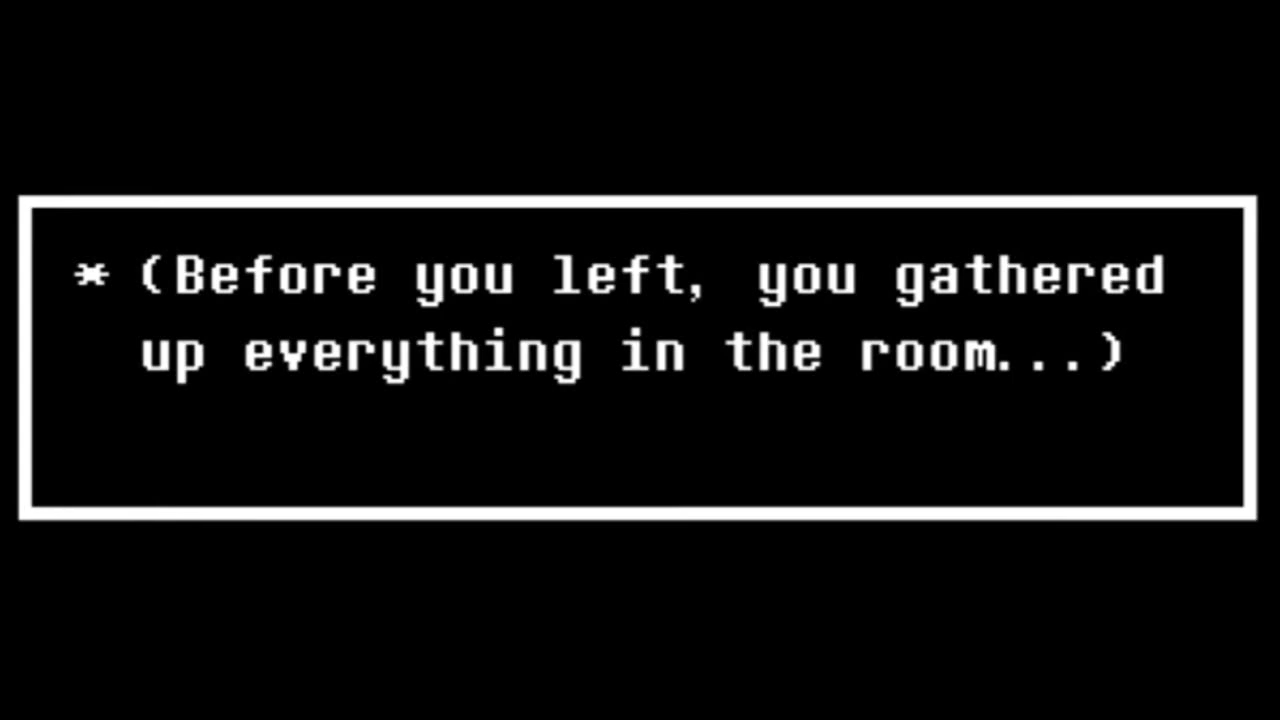 * (Before you left, you gathered
up everything in the room...)